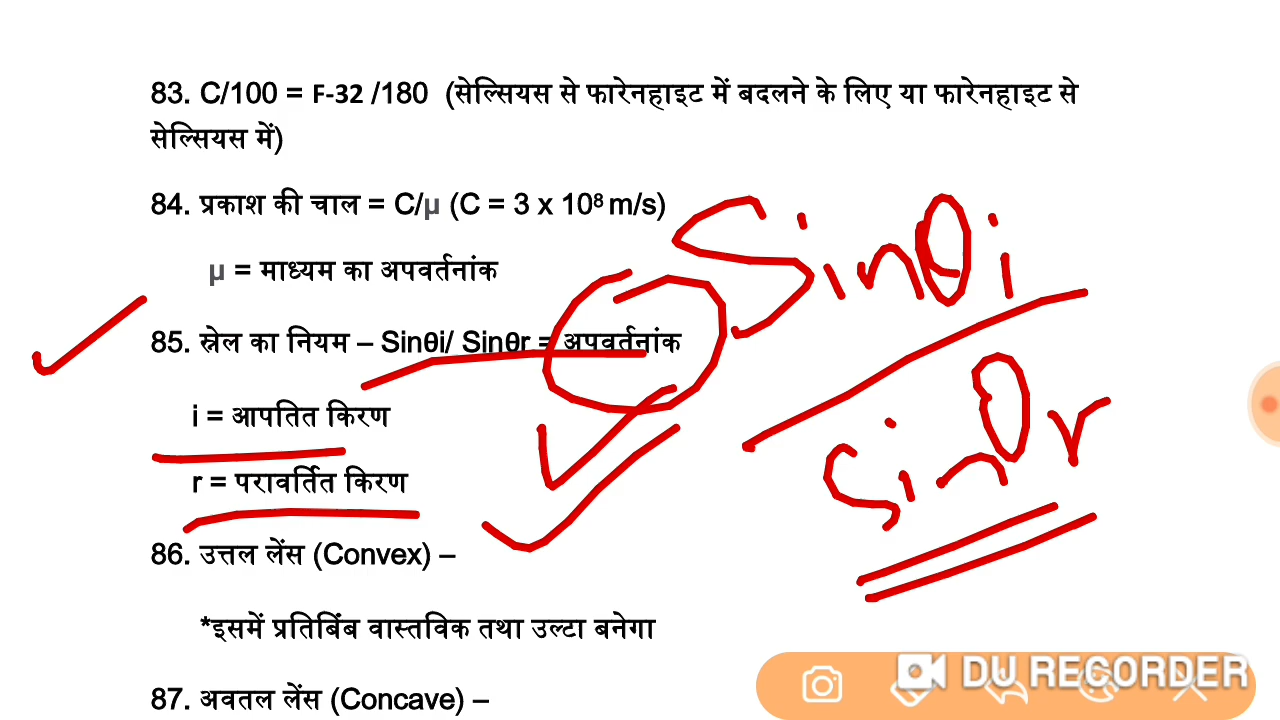 83. C/100 = F-32 /180 (सेल्सियस से फारेनहाइट में बदलने के लिए या फारेनहाइट से
सेल्सियस में)
84. प्रकाश की चाल = C/μ (C = 3 x 10⁸ m/s)
μ = माध्यम का अपवर्तनांक
85. स्नेल का नियम – Sinθi/ Sinθr = अपवर्तनांक
i = आपतित किरण
r = परावर्तित किरण
86. उत्तल लेंस (Convex) –
*इसमें प्रतिबिंब वास्तविक तथा उल्टा बनेगा
87. अवतल लेंस (Concave) –
Sinθi
sinθr
DU RECORDER